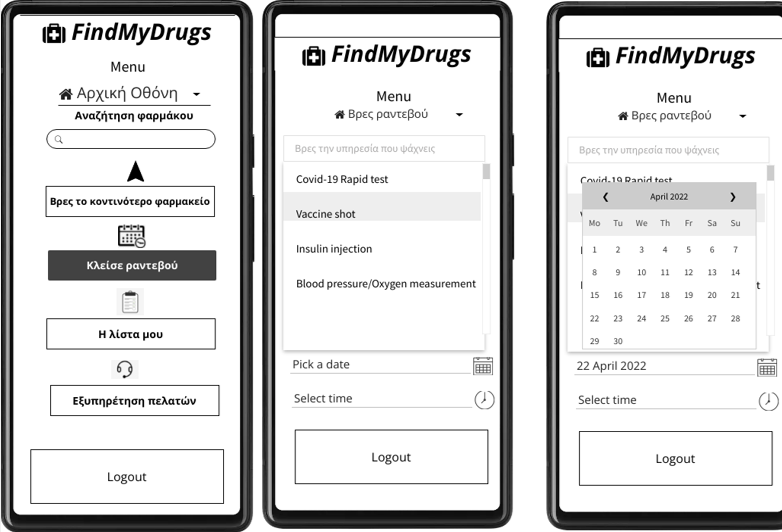 FindMyDrugs
Menu
Αρχική Οθόνη
Αναζήτηση φαρμάκου
Βρες το κοντινότερο φαρμακείο
Κλείσε ραντεβού
Η λίστα μου
Εξυπηρέτηση πελατών
Logout
FindMyDrugs
Menu
Βρες ραντεβού
Βρες την υπηρεσία που ψάχνεις
Covid-19 Rapid test
Vaccine shot
Insulin injection
Blood pressure/Oxygen measurement
Pick a date
Select time
Logout
FindMyDrugs
Menu
Βρες ραντεβού
Βρες την υπηρεσία που ψάχνεις
Covid-19 Rapid test
April 2022
Mo Tu We Th Fr Sa Su
1 2 3 4 5 6 7
8 9 10 11 12 13 14
15 16 17 18 19 20 21
22 23 24 25 26 27 28
29 30
22 April 2022
Select time
Logout